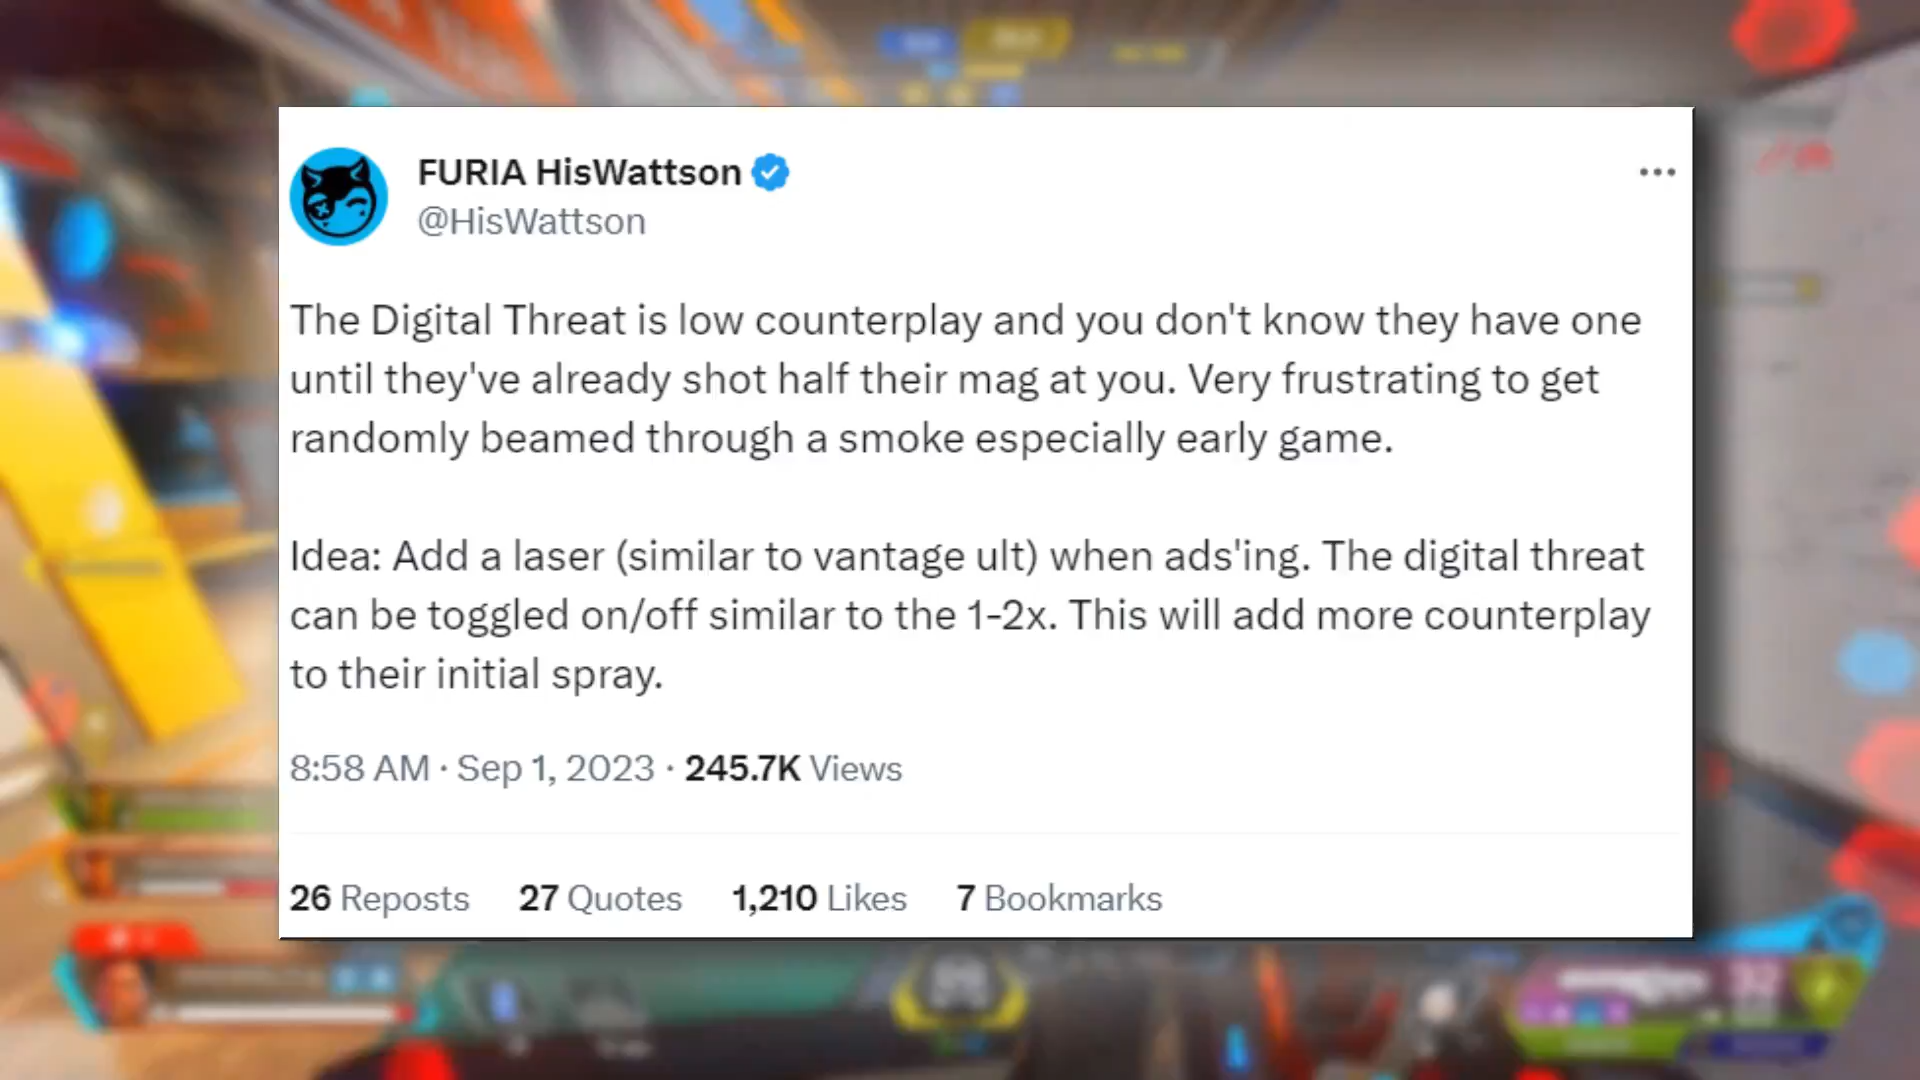 FURIA HisWattson
@HisWattson
The Digital Threat is low counterplay and you don't know they have one
until they've already shot half their mag at you. Very frustrating to get
randomly beamed through a smoke especially early game.
Idea: Add a laser (similar to vantage ult) when ads'ing. The digital threat
can be toggled on/off similar to the 1-2x. This will add more counterplay
to their initial spray.
8:58 AM · Sep 1, 2023 · 245.7K Views
26 Reposts 27 Quotes 1,210 Likes 7 Bookmarks